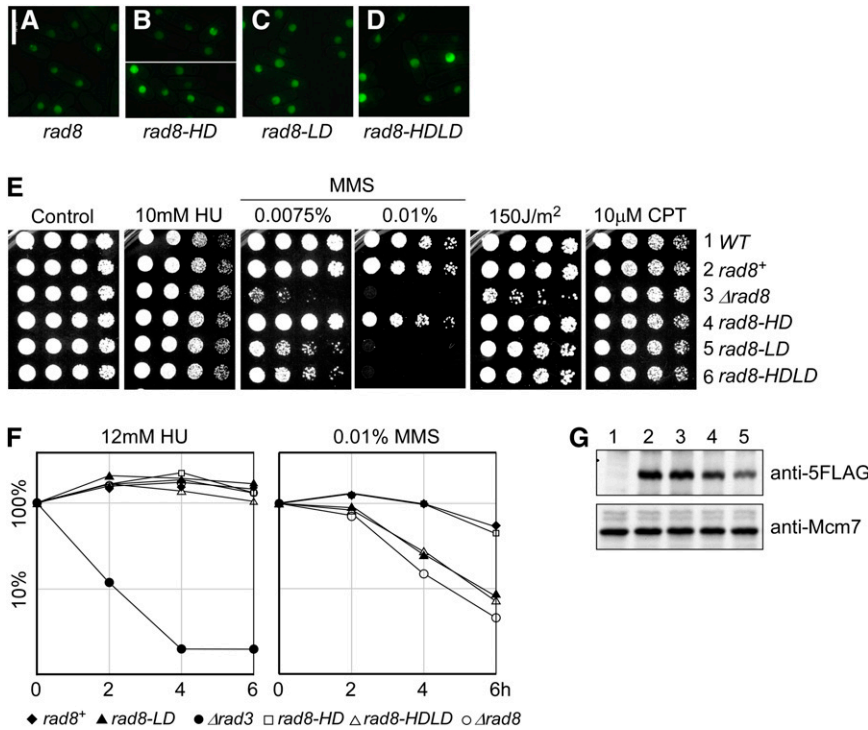 A B C D
rad8 rad8-HD rad8-LD rad8-HDLD
E
MMS
Control 10mM HU 0.0075% 0.01% 150J/m² 10μM CPT
1 WT
2 rad8⁺
3 Δrad8
4 rad8-HD
5 rad8-LD
6 rad8-HDLD
F
12mM HU 0.01% MMS
100%
10%
0 2 4 6 0 2 4 6h
rad8⁺ rad8-LD Δrad3 rad8-HD rad8-HDLD Δrad8
G
1 2 3 4 5
anti-5FLAG
anti-Mcm7